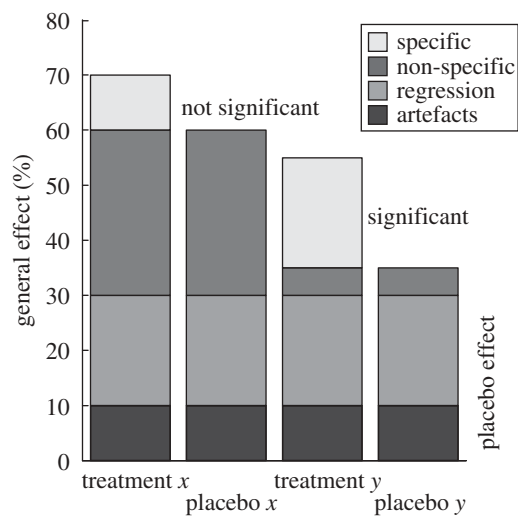 80
70
60
50
40
30
20
10
0
general effect (%)
specific
non-specific
regression
artefacts
not significant
significant
placebo effect
treatment x
placebo x
treatment y
placebo y